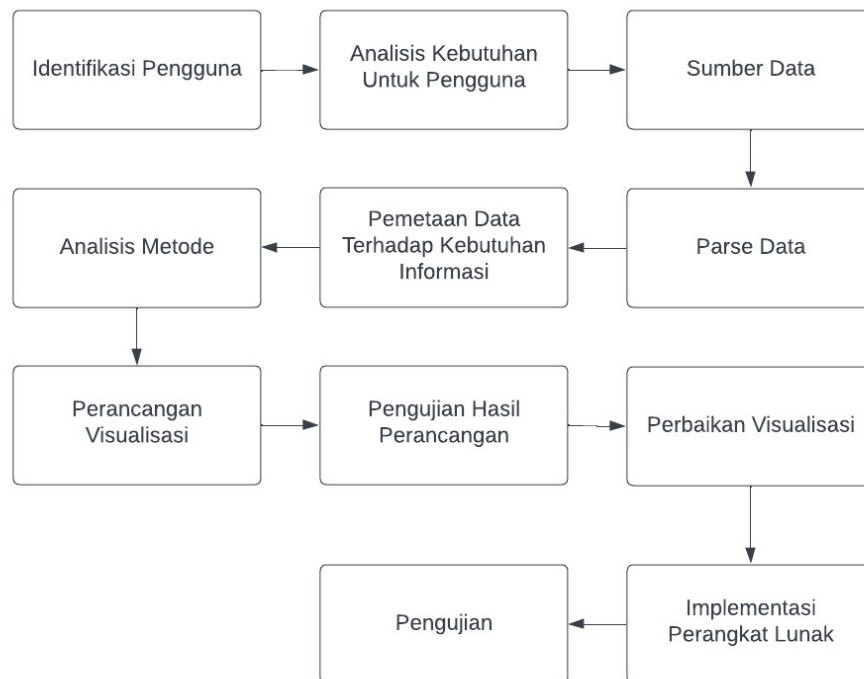 Identifikasi Pengguna
Analisis Kebutuhan
Untuk Pengguna
Sumber Data
Parse Data
Pemetaan Data
Terhadap Kebutuhan
Informasi
Analisis Metode
Perancangan
Visualisasi
Pengujian Hasil
Perancangan
Perbaikan Visualisasi
Implementasi
Perangkat Lunak
Pengujian